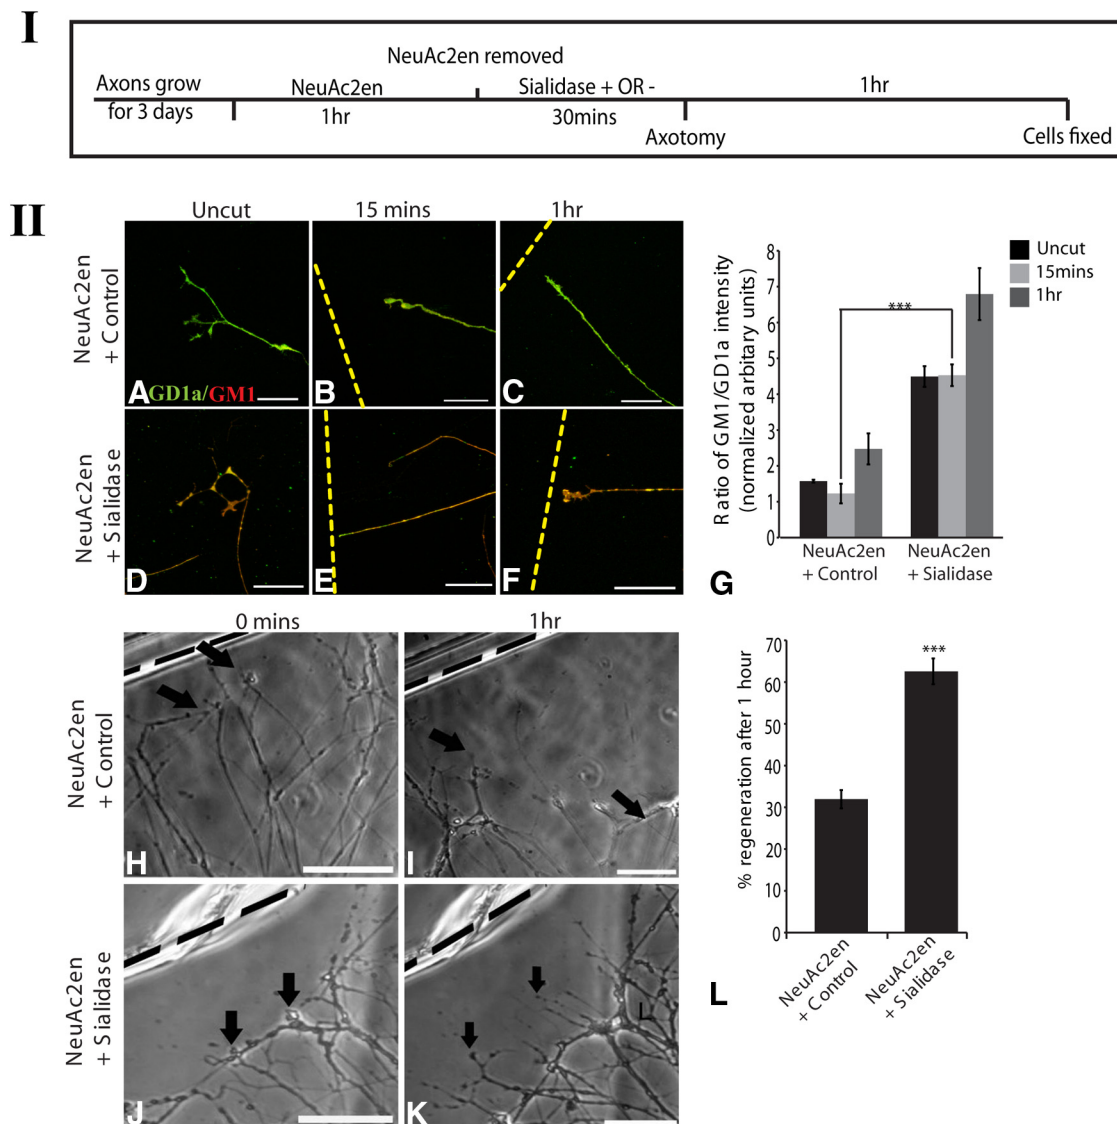 I
NeuAc2en removed
Axons grow
for 3 days
NeuAc2en
1hr
Sialidase + OR -
30mins
1hr
Axotomy
Cells fixed
II
Uncut
15 mins
1hr
NeuAc2en
+ Control
A
GD1a/GM1
B
C
NeuAc2en
+ Sialidase
D
E
F
Ratio of GM1/GD1a intensity
(normalized arbitary units)
8
7
6
5
4
3
2
1
0
***
Uncut
15mins
1hr
NeuAc2en
+ Control
NeuAc2en
+ Sialidase
G
0 mins
1hr
NeuAc2en
+ Control
H
I
NeuAc2en
+ Sialidase
J
K
L
% regeneration after 1 hour
70
60
50
40
30
20
10
0
***
NeuAc2en
+ Control
NeuAc2en
+ Sialidase
L